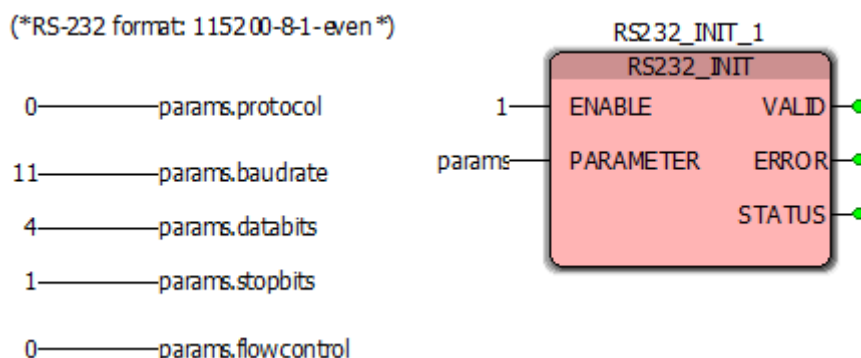 (*RS-232 format: 115200-8-1-even*)
0 params.protocol
11 params.baudrate
4 params.databits
1 params.stopbits
0 params.flowcontrol
RS232_INIT_1
RS232_INIT
1 ENABLE VALID
params PARAMETER ERROR
STATUS